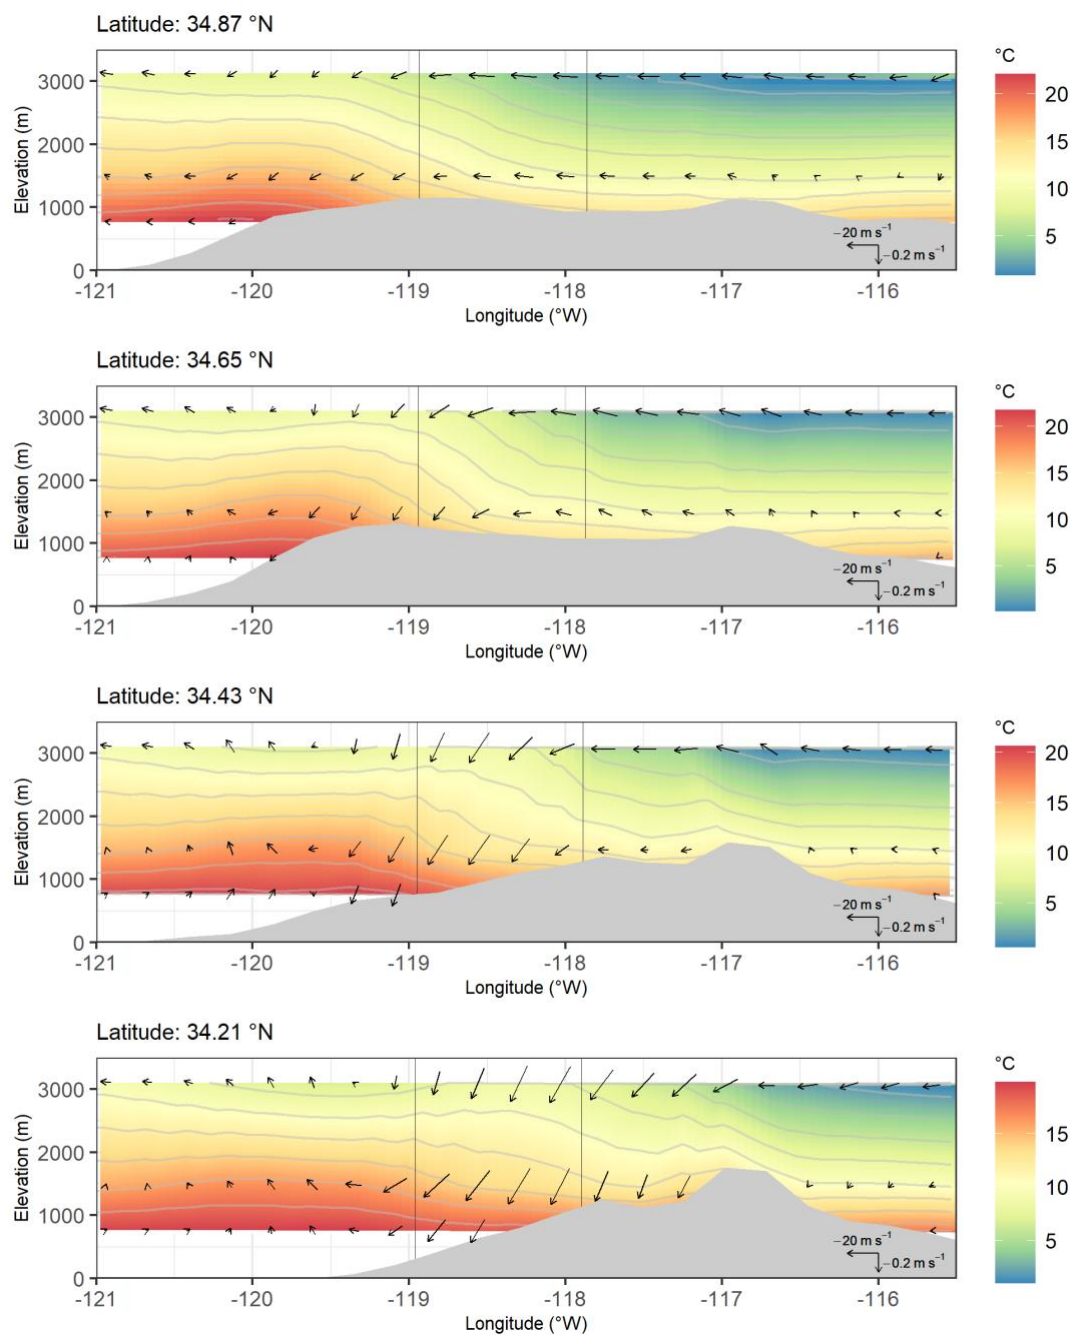 Latitude: 34.87 °N
°C
3000
2000
1000
0
Elevation (m)
20
15
10
5
−20 m s⁻¹
−0.2 m s⁻¹
-121 -120 -119 -118 -117 -116
Longitude (°W)
Latitude: 34.65 °N
°C
3000
2000
1000
0
Elevation (m)
20
15
10
5
−20 m s⁻¹
−0.2 m s⁻¹
-121 -120 -119 -118 -117 -116
Longitude (°W)
Latitude: 34.43 °N
°C
3000
2000
1000
0
Elevation (m)
20
15
10
5
−20 m s⁻¹
−0.2 m s⁻¹
-121 -120 -119 -118 -117 -116
Longitude (°W)
Latitude: 34.21 °N
°C
3000
2000
1000
0
Elevation (m)
15
10
5
−20 m s⁻¹
−0.2 m s⁻¹
-121 -120 -119 -118 -117 -116
Longitude (°W)